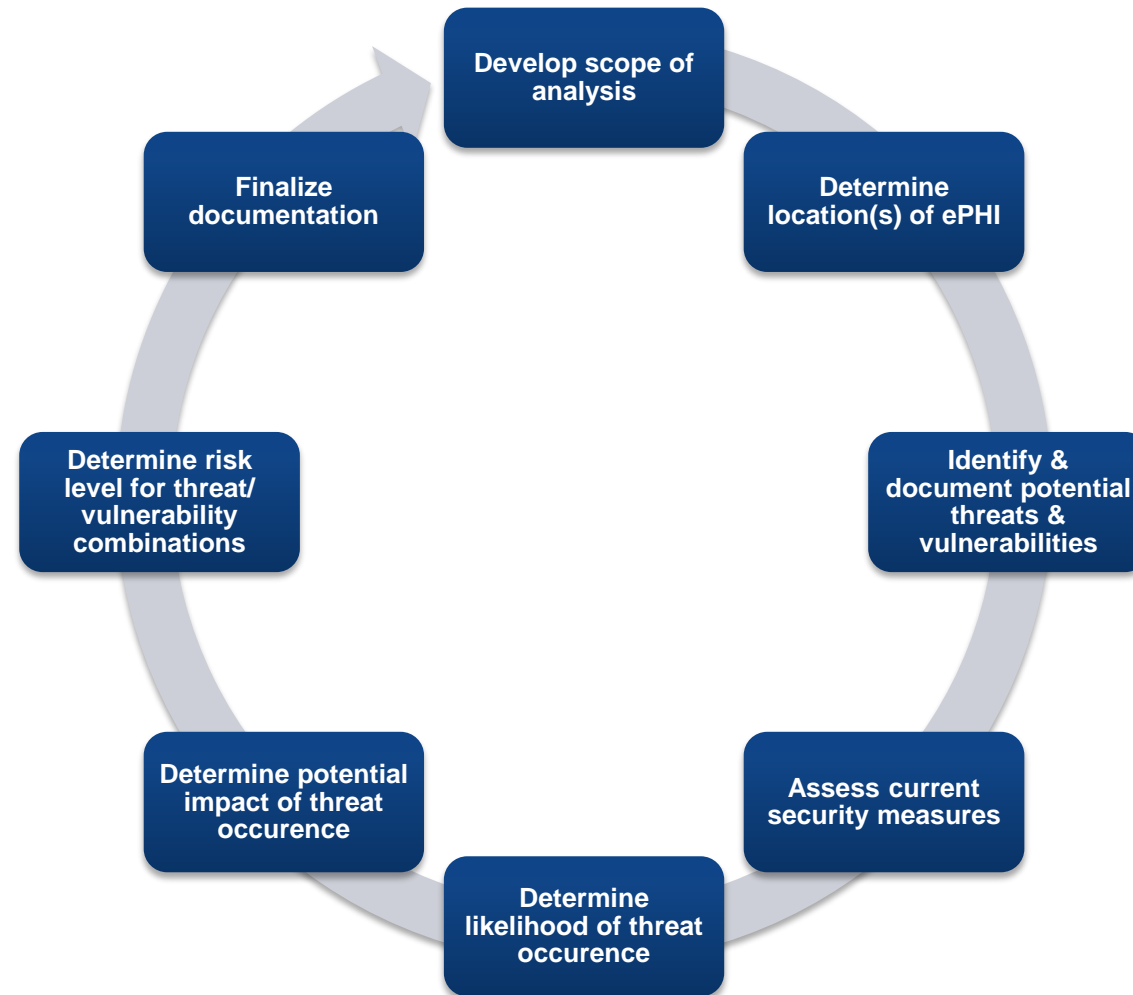 Develop scope of
analysis
Determine
location(s) of ePHI
Identify &
document potential
threats &
vulnerabilities
Assess current
security measures
Determine
likelihood of threat
occurence
Determine potential
impact of threat
occurence
Determine risk
level for threat/
vulnerability
combinations
Finalize
documentation